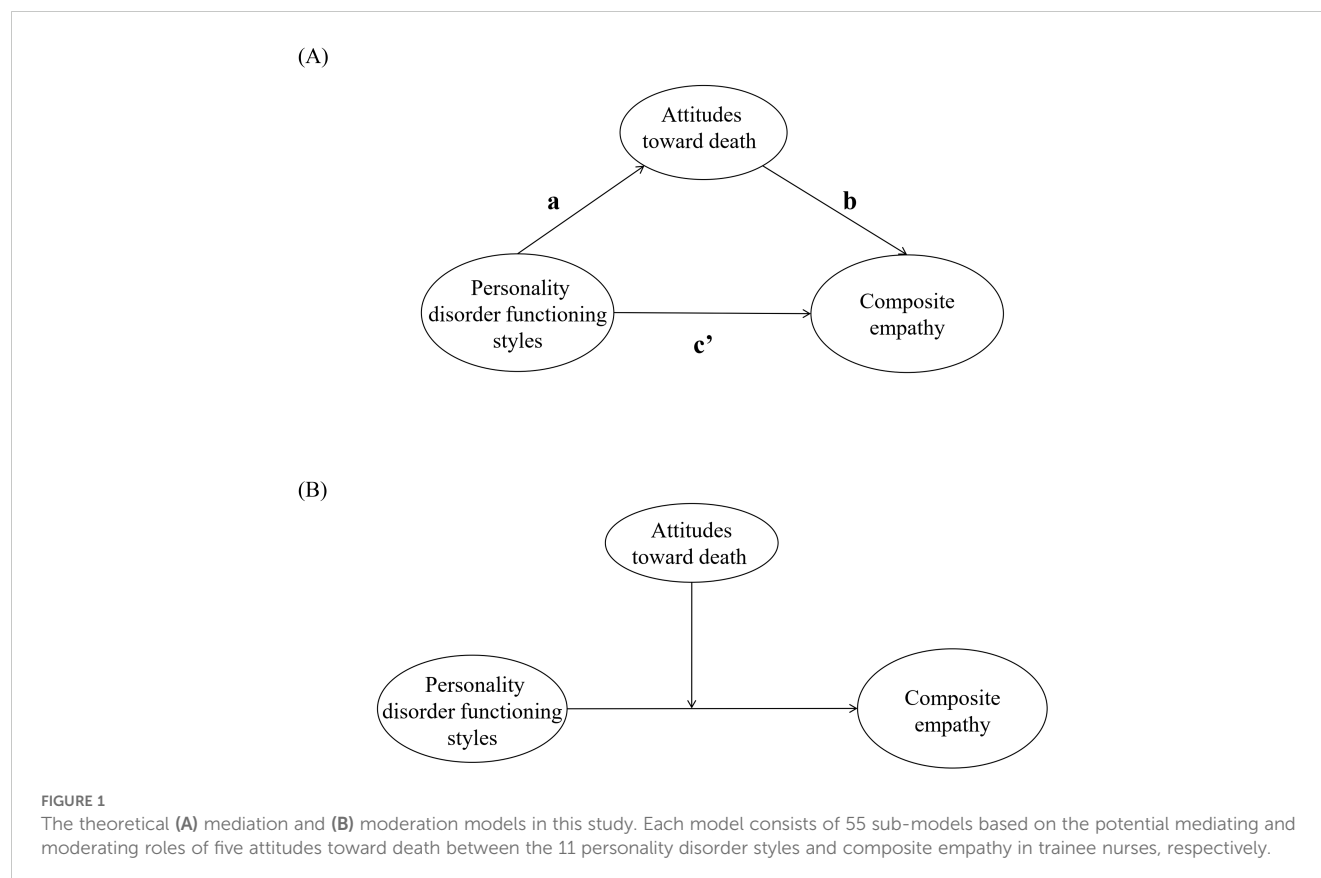 (A)
Attitudes
toward death
a
b
Personality
disorder functioning
styles
Composite
empathy
c’
(B)
Attitudes
toward death
Personality
disorder functioning
styles
Composite
empathy
FIGURE 1
The theoretical (A) mediation and (B) moderation models in this study. Each model consists of 55 sub-models based on the potential mediating and
moderating roles of five attitudes toward death between the 11 personality disorder styles and composite empathy in trainee nurses, respectively.